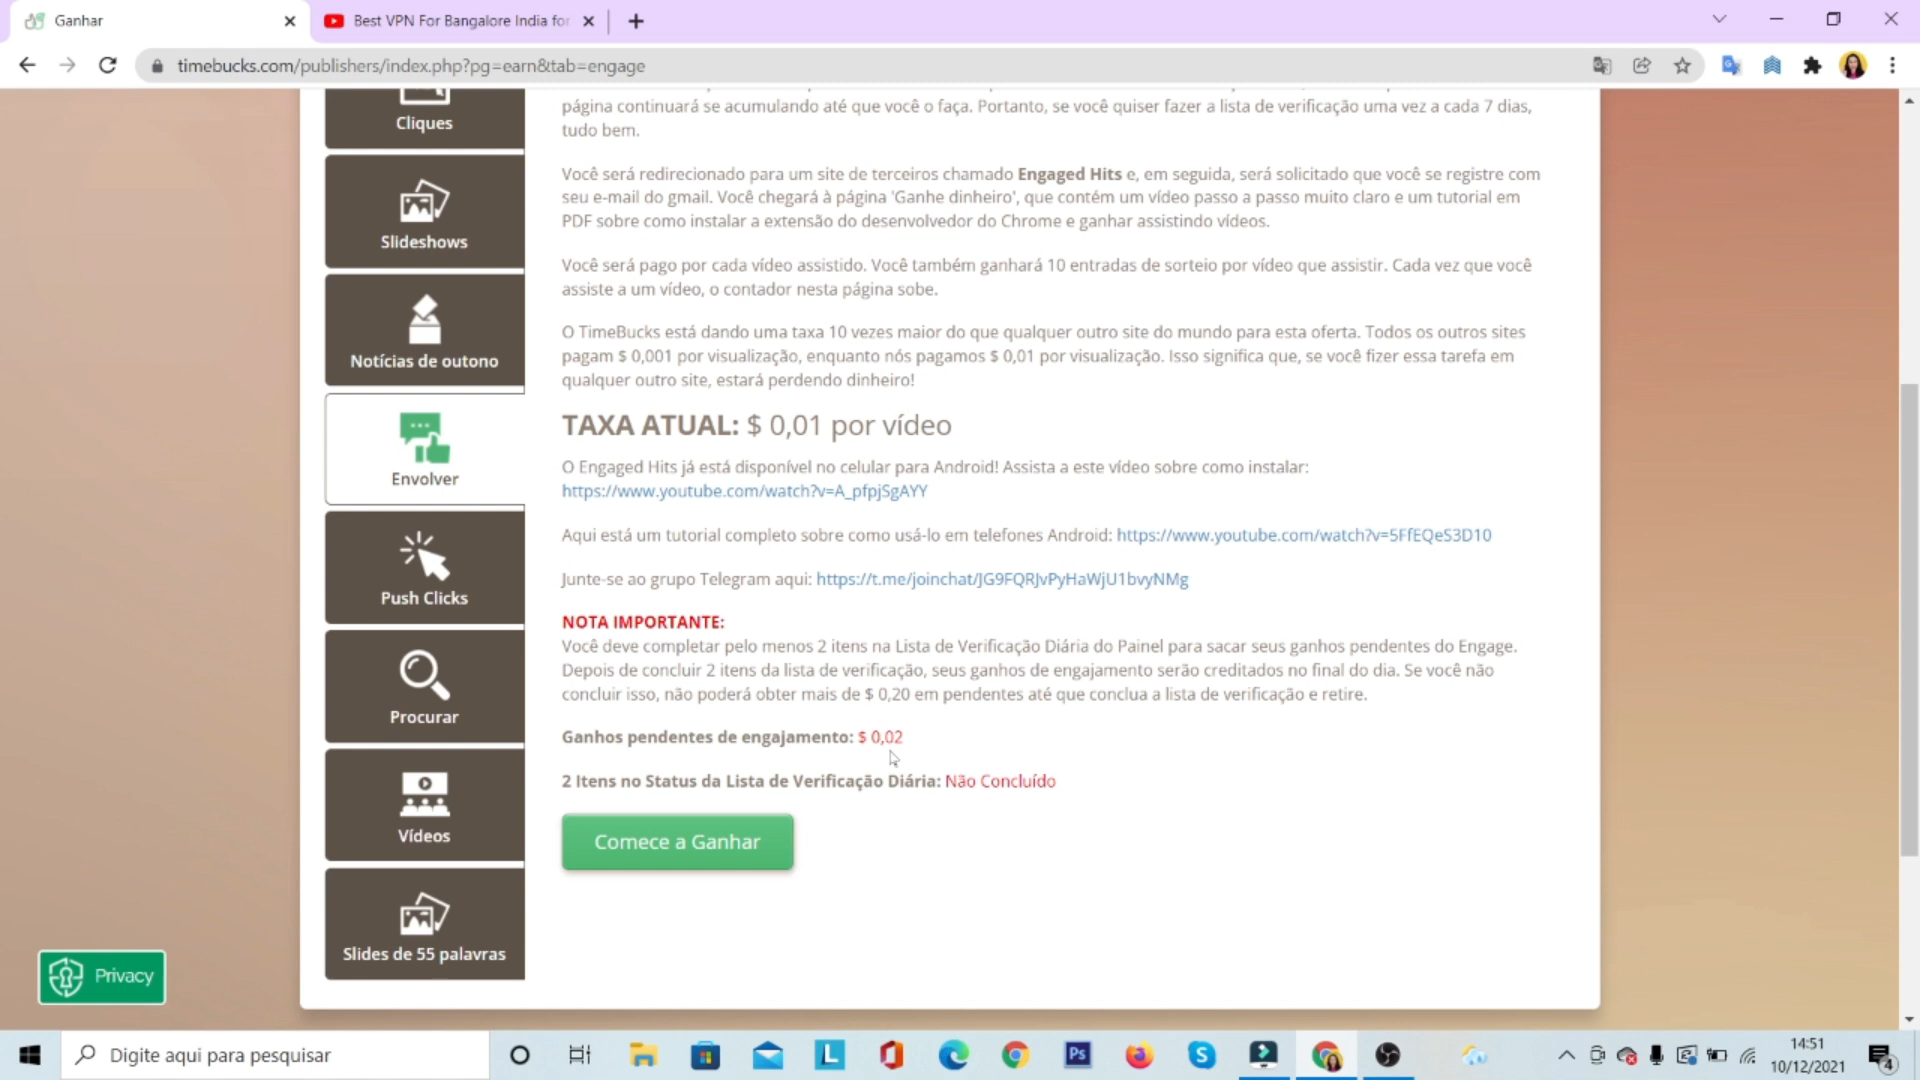 Ganhar
Best VPN For Bangalore India for
timebucks.com/publishers/index.php?pg=earn&tab=engage
Cliques
Slideshows
Notícias de outono
Envolver
Push Clicks
Procurar
Vídeos
Slides de 55 palavras
página continuará se acumulando até que você o faça. Portanto, se você quiser fazer a lista de verificação uma vez a cada 7 dias,
tudo bem.
Você será redirecionado para um site de terceiros chamado Engaged Hits e, em seguida, será solicitado que você se registre com
seu e-mail do gmail. Você chegará à página 'Ganhe dinheiro', que contém um vídeo passo a passo muito claro e um tutorial em
PDF sobre como instalar a extensão do desenvolvedor do Chrome e ganhar assistindo vídeos.
Você será pago por cada vídeo assistido. Você também ganhará 10 entradas de sorteio por vídeo que assistir. Cada vez que você
assiste a um vídeo, o contador nesta página sobe.
O TimeBucks está dando uma taxa 10 vezes maior do que qualquer outro site do mundo para esta oferta. Todos os outros sites
pagam $ 0,001 por visualização, enquanto nós pagamos $ 0,01 por visualização. Isso significa que, se você fizer essa tarefa em
qualquer outro site, estará perdendo dinheiro!
TAXA ATUAL: $ 0,01 por vídeo
O Engaged Hits já está disponível no celular para Android! Assista a este vídeo sobre como instalar:
https://www.youtube.com/watch?v=A_pfpjSgAYY
Aqui está um tutorial completo sobre como usá-lo em telefones Android: https://www.youtube.com/watch?v=5FfEQeS3D10
Junte-se ao grupo Telegram aqui: https://t.me/joinchat/JG9FQRJvPyHaWjU1bvyNMg
NOTA IMPORTANTE:
Você deve completar pelo menos 2 itens na Lista de Verificação Diária do Painel para sacar seus ganhos pendentes do Engage.
Depois de concluir 2 itens da lista de verificação, seus ganhos de engajamento serão creditados no final do dia. Se você não
concluir isso, não poderá obter mais de $ 0,20 em pendentes até que conclua a lista de verificação e retire.
Ganhos pendentes de engajamento: $ 0,02
2 Itens no Status da Lista de Verificação Diária: Não Concluído
Comece a Ganhar
Privacy
Digite aqui para pesquisar
L
Ps
S
14:51
10/12/2021
4